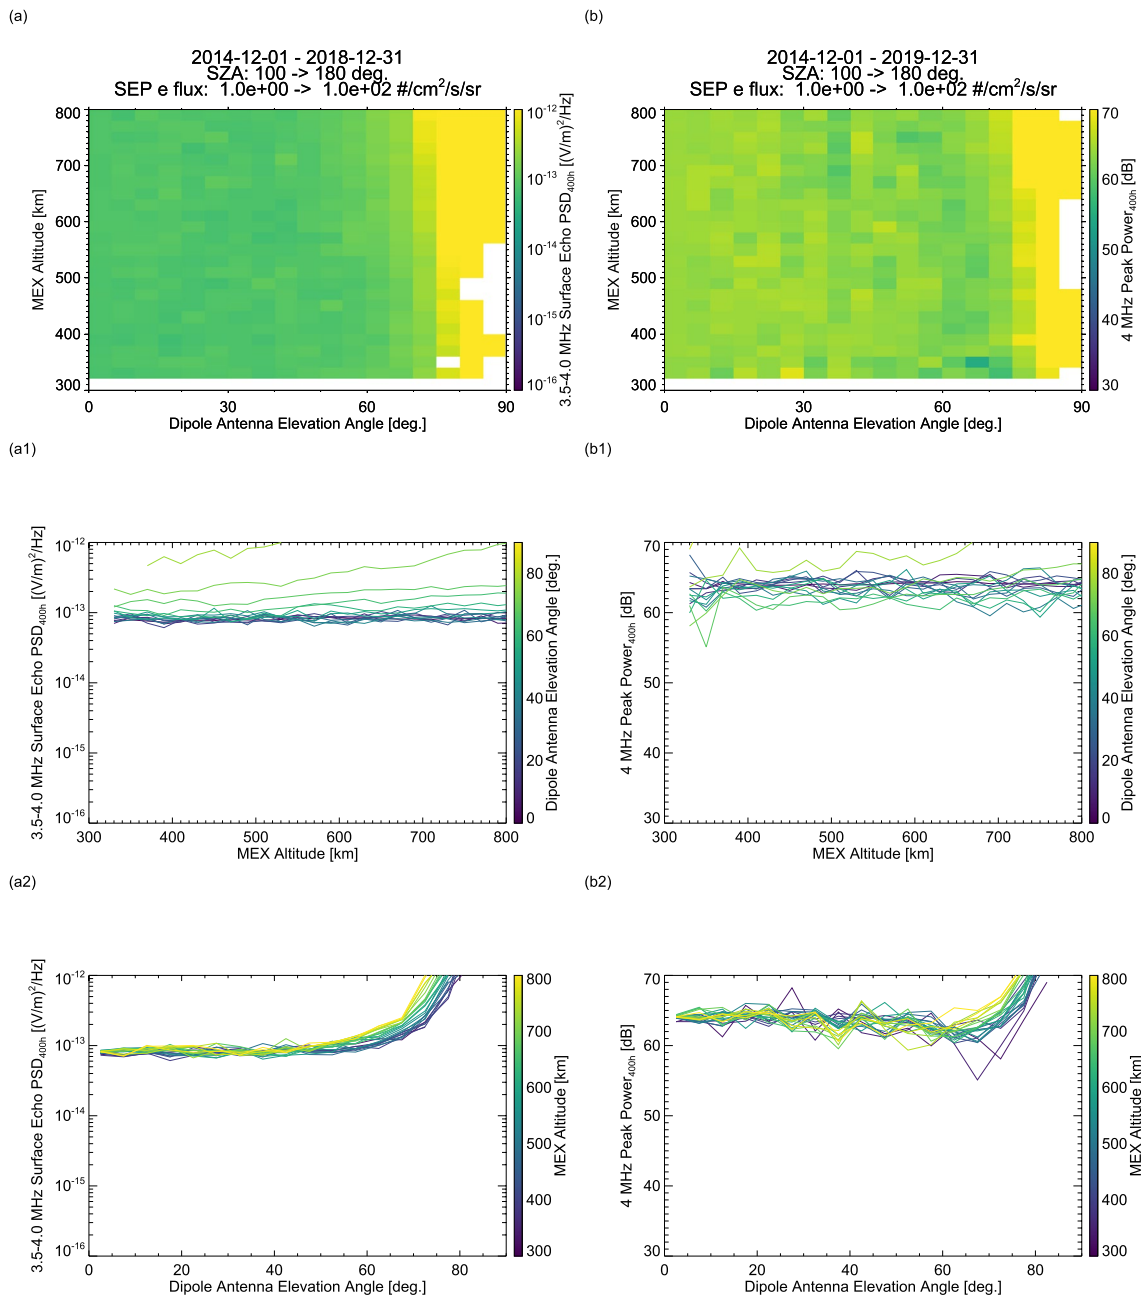 (a)
2014-12-01 - 2018-12-31
SZA: 100 -> 180 deg.
SEP e flux: 1.0e+00 -> 1.0e+02 #/cm²/s/sr
800
700
600
500
400
300
MEX Altitude [km]
0 30 60 90
Dipole Antenna Elevation Angle [deg.]
10⁻¹²
10⁻¹³
10⁻¹⁴
10⁻¹⁵
10⁻¹⁶
3.5-4.0 MHz Surface Echo PSD₄₀₀ₕ [(V/m)²/Hz]
(b)
2014-12-01 - 2019-12-31
SZA: 100 -> 180 deg.
SEP e flux: 1.0e+00 -> 1.0e+02 #/cm²/s/sr
800
700
600
500
400
300
MEX Altitude [km]
0 30 60 90
Dipole Antenna Elevation Angle [deg.]
70
60
50
40
30
4 MHz Peak Power₄₀₀ₕ [dB]
(a1)
10⁻¹²
10⁻¹³
10⁻¹⁴
10⁻¹⁵
10⁻¹⁶
3.5-4.0 MHz Surface Echo PSD₄₀₀ₕ [(V/m)²/Hz]
300 400 500 600 700 800
MEX Altitude [km]
80
60
40
20
0
Dipole Antenna Elevation Angle [deg.]
(b1)
70
60
50
40
30
4 MHz Peak Power₄₀₀ₕ [dB]
300 400 500 600 700 800
MEX Altitude [km]
80
60
40
20
0
Dipole Antenna Elevation Angle [deg.]
(a2)
10⁻¹²
10⁻¹³
10⁻¹⁴
10⁻¹⁵
10⁻¹⁶
3.5-4.0 MHz Surface Echo PSD₄₀₀ₕ [(V/m)²/Hz]
0 20 40 60 80
Dipole Antenna Elevation Angle [deg.]
800
700
600
500
400
300
MEX Altitude [km]
(b2)
70
60
50
40
30
4 MHz Peak Power₄₀₀ₕ [dB]
0 20 40 60 80
Dipole Antenna Elevation Angle [deg.]
800
700
600
500
400
300
MEX Altitude [km]